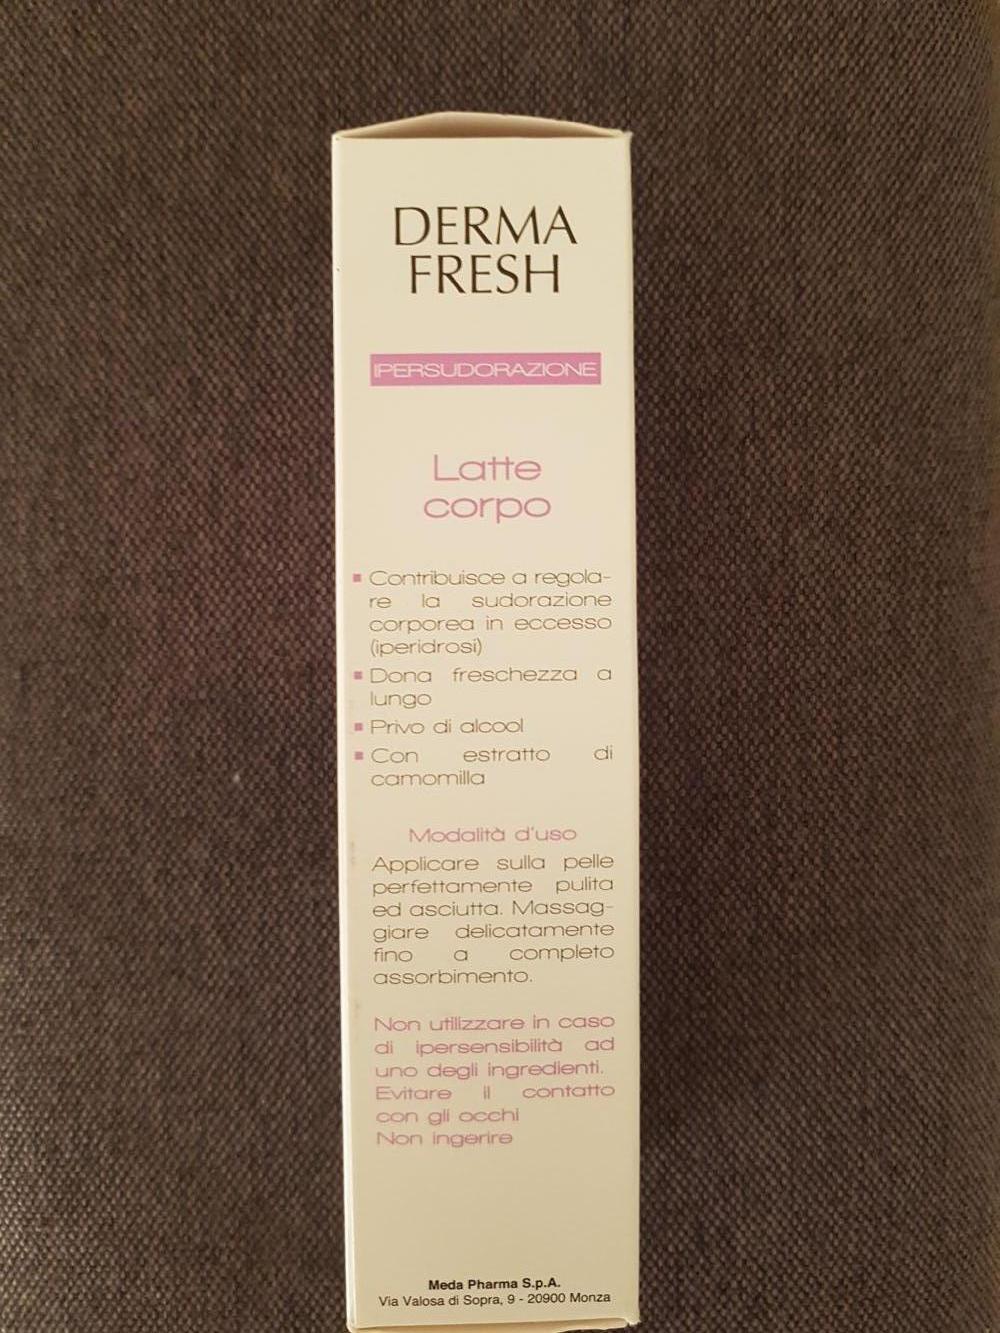 DERMA
FRESH
IPERSUDORAZIONE
Latte
corpo
▪ Contribuisce a regola-
re la sudorazione
corporea in eccesso
(iperidrosi)
▪ Dona freschezza a
lungo
▪ Privo di alcool
▪ Con estratto di
camomilla
Modalità d'uso
Applicare sulla pelle
perfettamente pulita
ed asciutta. Massag-
giare delicatamente
fino a completo
assorbimento.
Non utilizzare in caso
di ipersensibilità ad
uno degli ingredienti.
Evitare il contatto
con gli occhi
Non ingerire
Meda Pharma S.p.A.
Via Valosa di Sopra, 9 - 20900 Monza